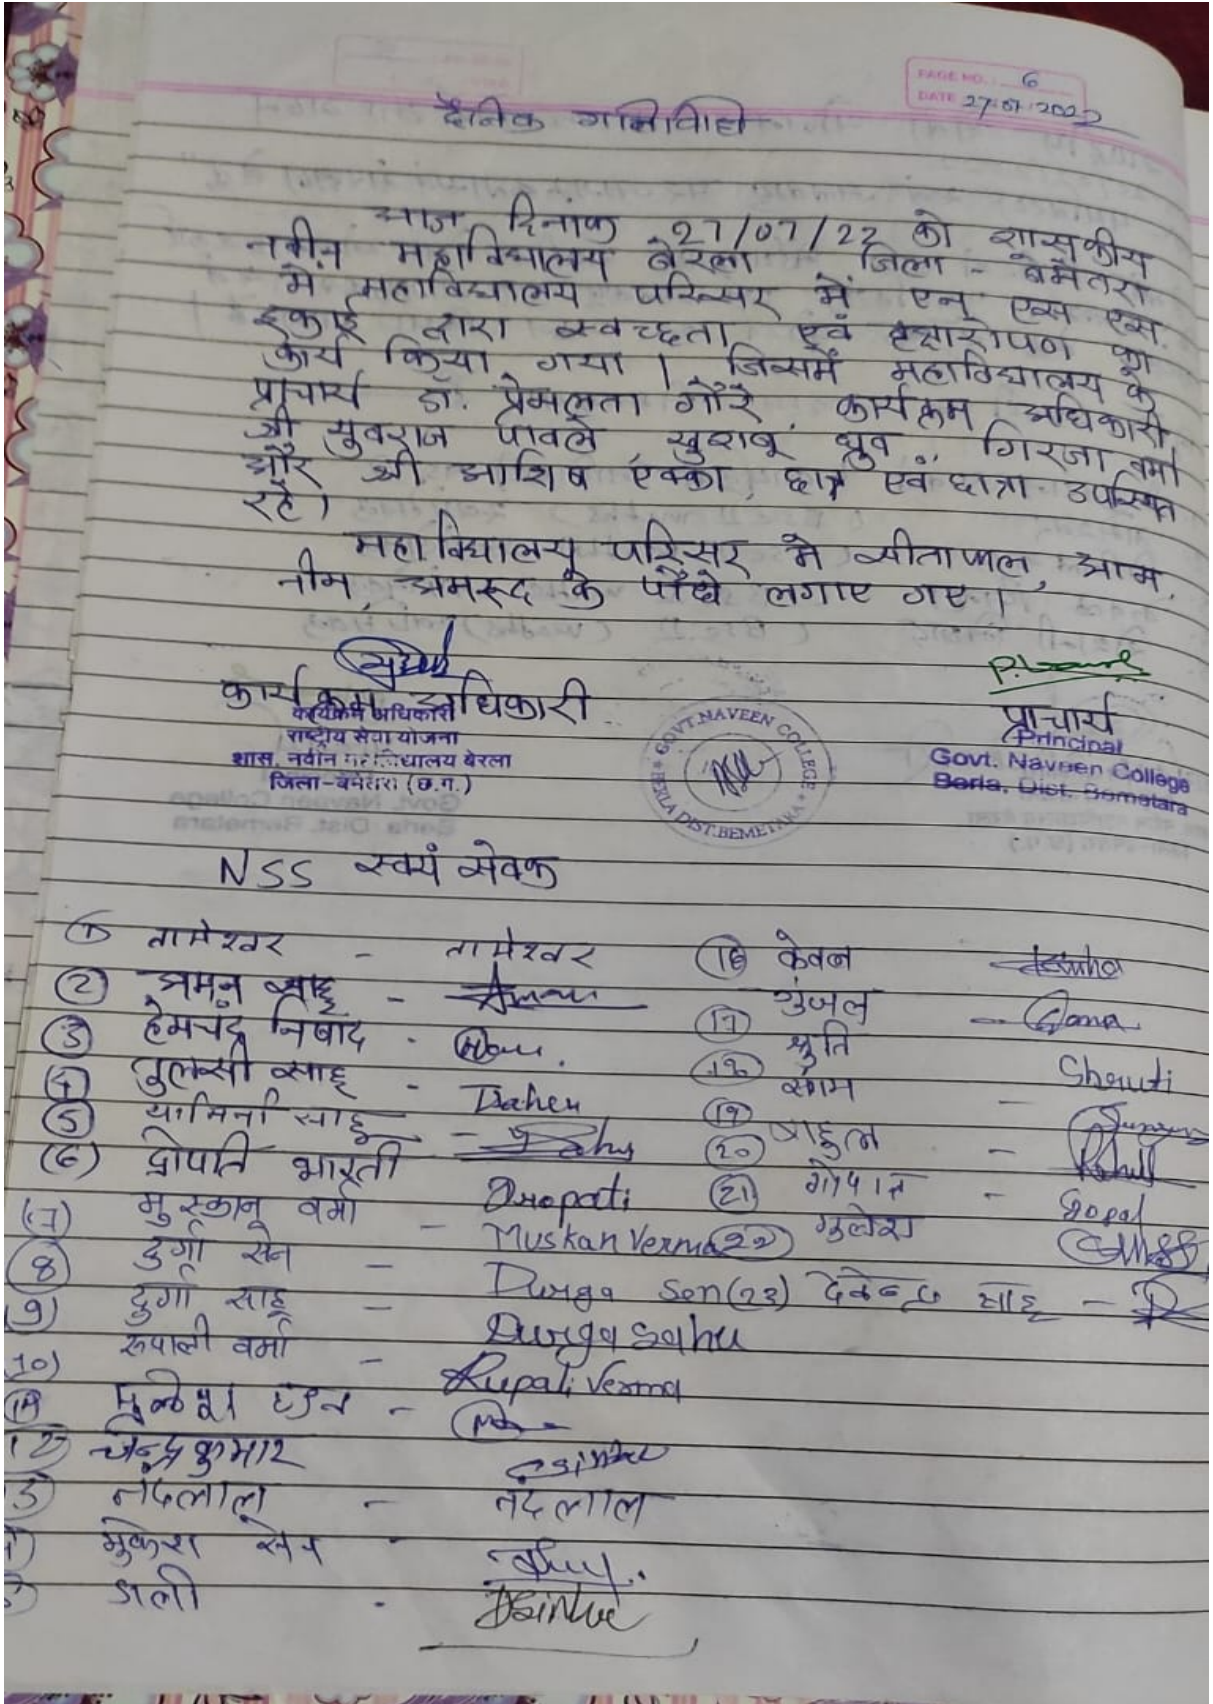 PAGE NO.: 6
DATE 27/07/2022
दैनिक गतिविधि
आज दिनांक 27/07/22 को शासकीय
नवीन महाविद्यालय बेरला जिला - बेमेतरा
में महाविद्यालय परिसर में एन एस एस.
इकाई द्वारा स्वच्छता एवं वृक्षारोपण का
कार्य किया गया। जिसमें महाविद्यालय के
प्राचार्य डॉ. प्रेमलता गौरे कार्यक्रम अधिकारी
श्री युवराज पावले खुशबू ध्रुव, गिरजा वर्मा
और श्री आशिष एक्का, छात्र एवं छात्रा उपस्थित
रहे।
महाविद्यालय परिसर मे सीताफल, आम,
नीम, अमरूद के पौधे लगाए गए।
कार्यक्रम अधिकारी
कार्यक्रम अधिकारी
राष्ट्रीय सेवा योजना
शास. नवीन महाविद्यालय बेरला
जिला-बेमेतरा (छ.ग.)
GOVT. NAVEEN COLLEGE
BERLA DIST. BEMETARA
प्राचार्य
Principal
Govt. Naveen College
Berla, Dist. Bemetara
NSS स्वयं सेवक
① तामेश्वर - तामेश्वर
② अमन साहू -
③ हेमचंद्र निषाद -
④ तुलसी साहू -
⑤ यामिनी साहू - Sahu
(6) द्रोपति भारती Dropati
(7) मुस्कान वर्मा - Muskan Verma
⑧ दुर्गा सेन - Durga Sen
(9) दुर्गा साहू - Durga Sahu
(10) रूपाली वर्मा - Rupali Verma
(11) -
(12) चन्द्रकुमार
नंदलाल - नंदलाल
मुकेश सेन -
डाली -
(16) केवल
(17) गुंजल -
(18) श्रुति - Shruti
(19) संगम -
(20) राहुल - Rahul
(21) गोपाल - Gopal
(22) गुलेश
(23) देवेन्द्र साहू -